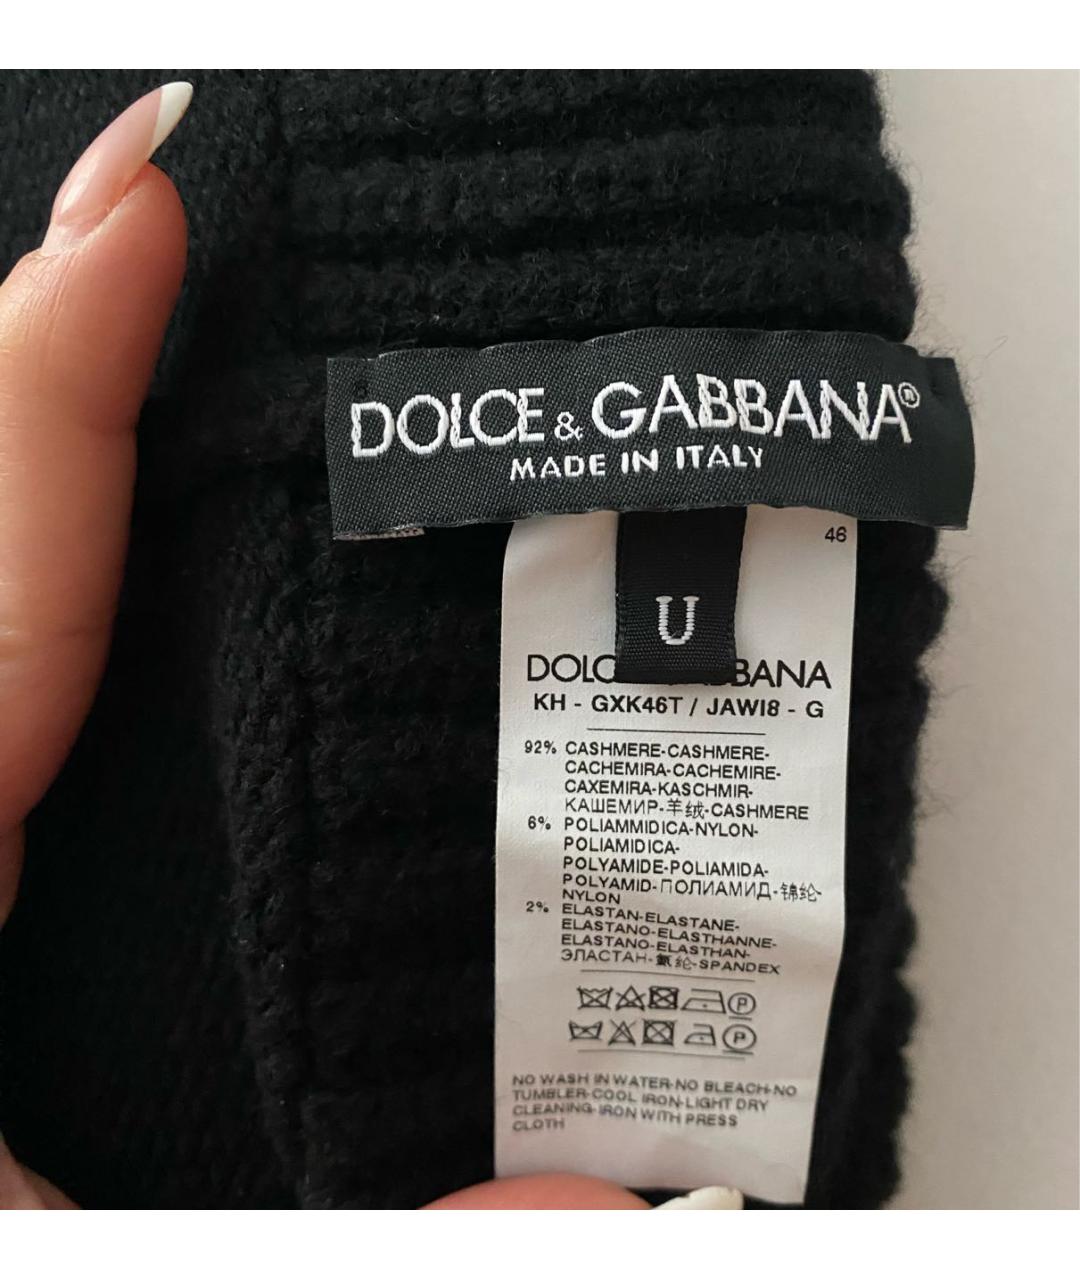 DOLCE & GABBANA®
MADE IN ITALY
46
U
KH - GXK46T / JAWI8 - G
92% CASHMERE-CASHMERE-
CACHEMIRA-CACHEMIRE-
CAXEMIRA-KASCHMIR-
КАШЕМИР-羊绒-CASHMERE
6% POLIAMMIDICA-NYLON-
POLIAMIDICA-
POLYAMIDE-POLIAMIDA-
POLYAMID-ПОЛИАМИД-锦纶-
NYLON
2% ELASTAN-ELASTANE-
ELASTANO-ELASTHANNE-
ELASTANO-ELASTHAN-
ЭЛАСТАН-氨纶-SPANDEX
P
P
NO WASH IN WATER-NO BLEACH-NO
TUMBLER-COOL IRON-LIGHT DRY
CLEANING-IRON WITH PRESS
CLOTH